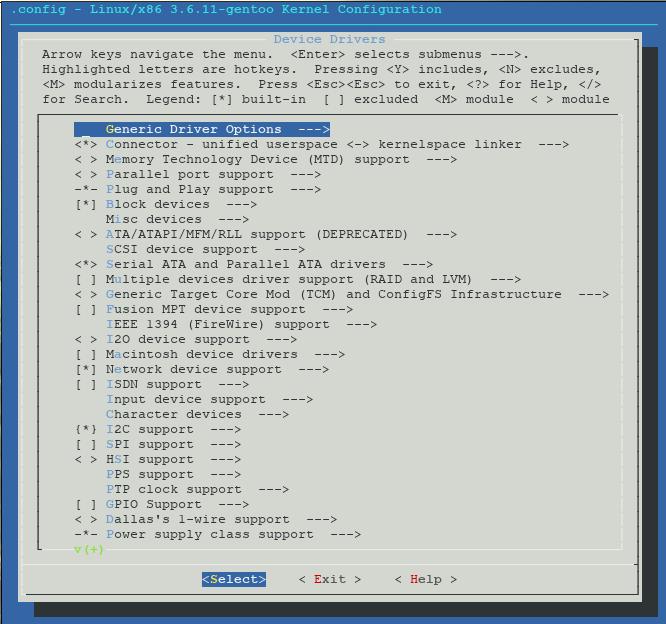 .config - Linux/x86 3.6.11-gentoo Kernel Configuration
Device Drivers
Arrow keys navigate the menu.  <Enter> selects submenus --->.
Highlighted letters are hotkeys.  Pressing <Y> includes, <N> excludes,
<M> modularizes features.  Press <Esc><Esc> to exit, <?> for Help, </>
for Search.  Legend: [*] built-in  [ ] excluded  <M> module  < > module
Generic Driver Options  --->
<*> Connector - unified userspace <-> kernelspace linker  --->
< > Memory Technology Device (MTD) support  --->
< > Parallel port support  --->
-*- Plug and Play support  --->
[*] Block devices  --->
Misc devices  --->
< > ATA/ATAPI/MFM/RLL support (DEPRECATED)  --->
SCSI device support  --->
<*> Serial ATA and Parallel ATA drivers  --->
[ ] Multiple devices driver support (RAID and LVM)  --->
< > Generic Target Core Mod (TCM) and ConfigFS Infrastructure  --->
[ ] Fusion MPT device support  --->
IEEE 1394 (FireWire) support  --->
< > I2O device support  --->
[ ] Macintosh device drivers  --->
[*] Network device support  --->
[ ] ISDN support  --->
Input device support  --->
Character devices  --->
{*} I2C support  --->
[ ] SPI support  --->
< > HSI support  --->
PPS support  --->
PTP clock support  --->
[ ] GPIO Support  --->
< > Dallas's 1-wire support  --->
-*- Power supply class support  --->
v(+)
<Select>    < Exit >    < Help >